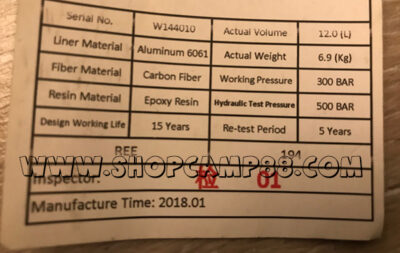 Serial No. W144010 Actual Volume 12.0 (L)
Liner Material Aluminum 6061 Actual Weight 6.9 (Kg)
Fiber Material Carbon Fiber Working Pressure 300 BAR
Resin Material Epoxy Resin Hydraulic Test Pressure 500 BAR
Design Working Life 15 Years Re-test Period 5 Years
REE 194
WWW.SHOPCAMP88.COM
Inspector: 检 01
Manufacture Time: 2018.01